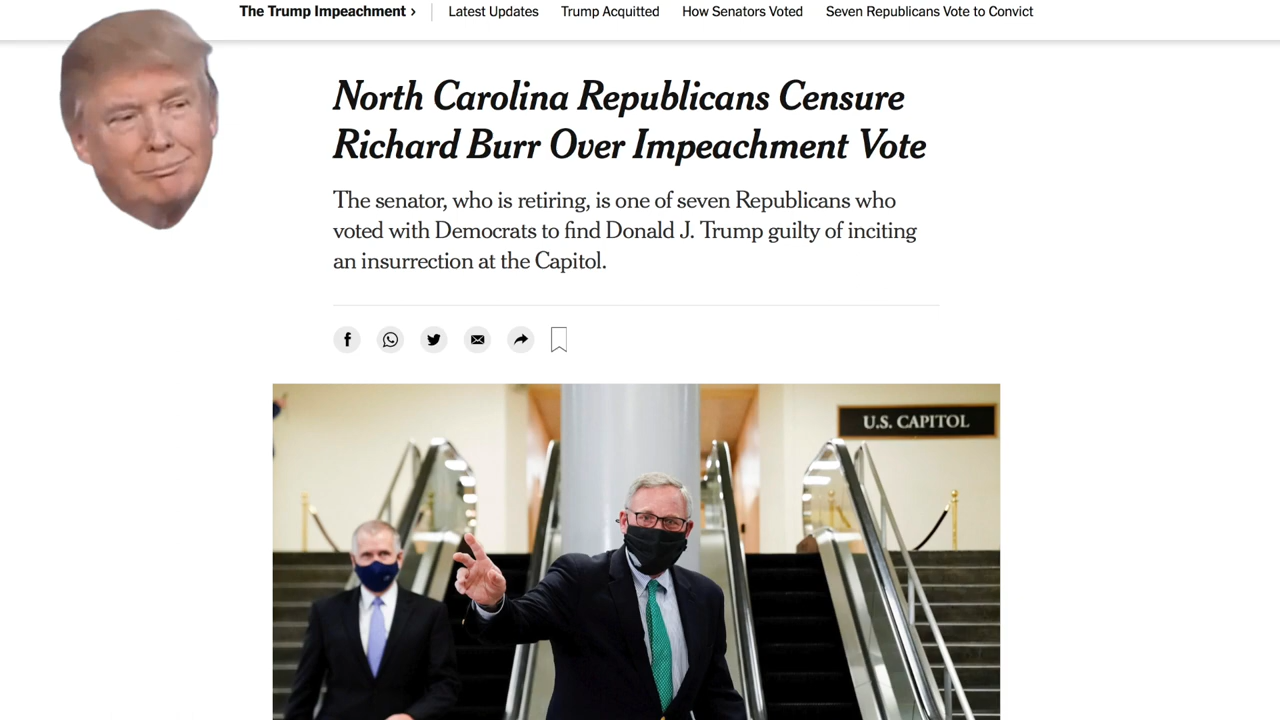 The Trump Impeachment › Latest Updates Trump Acquitted How Senators Voted Seven Republicans Vote to Convict
North Carolina Republicans Censure
Richard Burr Over Impeachment Vote
The senator, who is retiring, is one of seven Republicans who
voted with Democrats to find Donald J. Trump guilty of inciting
an insurrection at the Capitol.
U.S. CAPITOL